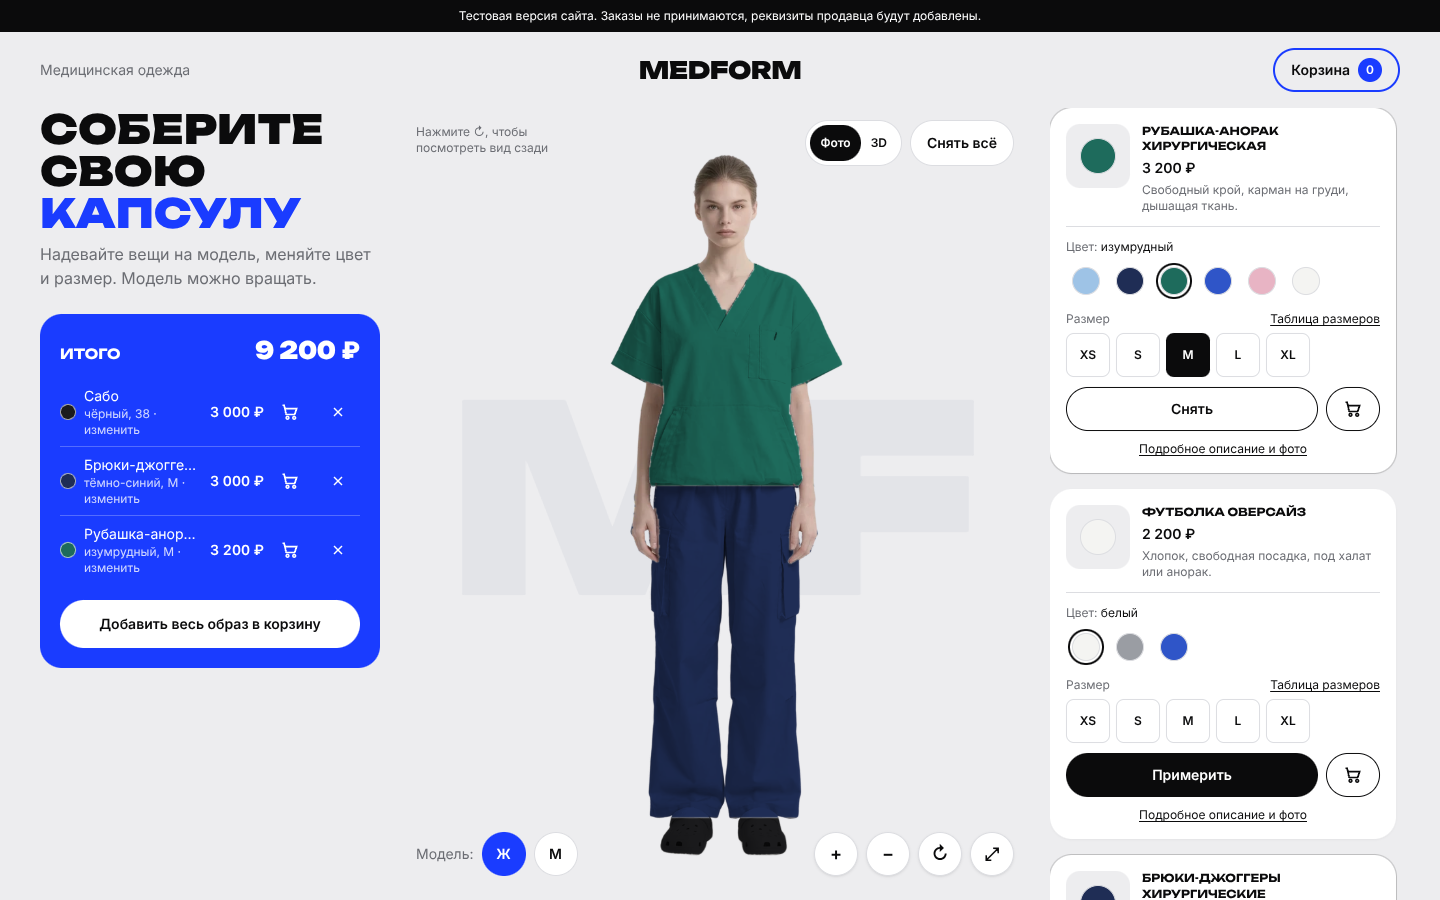 Тестовая версия сайта. Заказы не принимаются, реквизиты продавца будут добавлены.
Медицинская одежда
MEDFORM
Корзина 0
СОБЕРИТЕ
СВОЮ
КАПСУЛУ
Надевайте вещи на модель, меняйте цвет
и размер. Модель можно вращать.
ИТОГО 9 200 ₽
Сабо
чёрный, 38 ·
изменить
3 000 ₽ ×
Брюки-джогге...
тёмно-синий, M ·
изменить
3 000 ₽ ×
Рубашка-анор...
изумрудный, M ·
изменить
3 200 ₽ ×
Добавить весь образ в корзину
Нажмите ↻, чтобы
посмотреть вид сзади
Фото 3D
Снять всё
M F
Модель: Ж М
+ − ↻ ⤢
РУБАШКА-АНОРАК
ХИРУРГИЧЕСКАЯ
3 200 ₽
Свободный крой, карман на груди,
дышащая ткань.
Цвет: изумрудный
Размер Таблица размеров
XS S M L XL
Снять
Подробное описание и фото
ФУТБОЛКА ОВЕРСАЙЗ
2 200 ₽
Хлопок, свободная посадка, под халат
или анорак.
Цвет: белый
Размер Таблица размеров
XS S M L XL
Примерить
Подробное описание и фото
БРЮКИ-ДЖОГГЕРЫ
ХИРУРГИЧЕСКИЕ